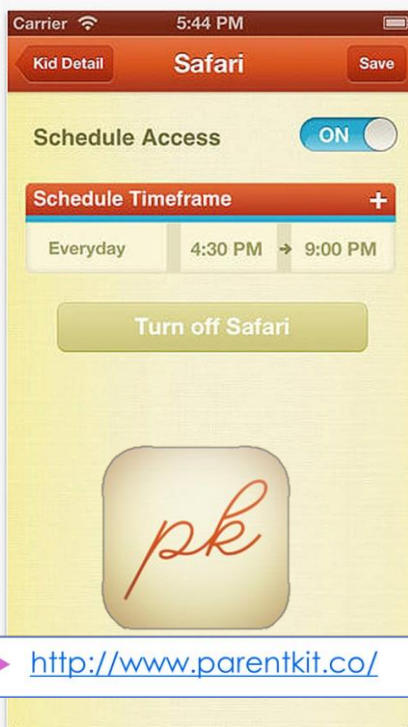 Carrier 5:44 PM
Kid Detail Safari Save
Schedule Access ON
Schedule Timeframe +
Everyday 4:30 PM → 9:00 PM
Turn off Safari
pk
http://www.parentkit.co/